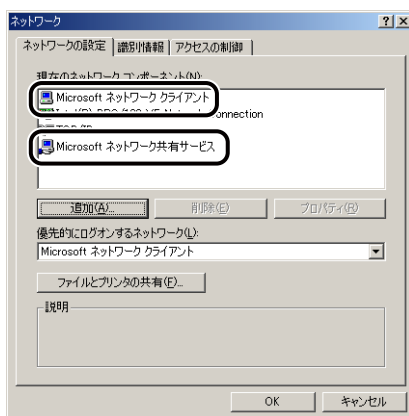 ネットワーク
ネットワークの設定 識別情報 アクセスの制御
現在のネットワーク コンポーネント(N):
Microsoft ネットワーク クライアント
Connection
Microsoft ネットワーク共有サービス
追加(A)... 削除(E) プロパティ(R)
優先的にログオンするネットワーク(L):
Microsoft ネットワーク クライアント
ファイルとプリンタの共有(F)...
説明
OK キャンセル